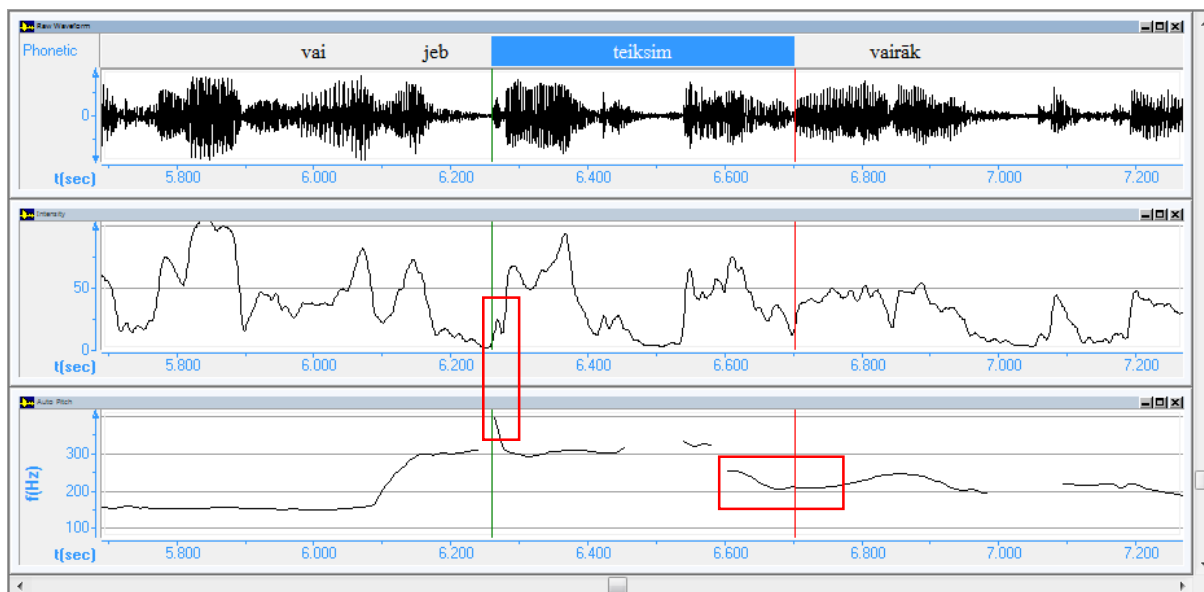 Raw Waveform
Phonetic vai jeb teiksim vairāk
0
t(sec) 5.800 6.000 6.200 6.400 6.600 6.800 7.000 7.200
Intensity
50
0
t(sec) 5.800 6.000 6.200 6.400 6.600 6.800 7.000 7.200
Auto Pitch
f(Hz)
300
200
100
t(sec) 5.800 6.000 6.200 6.400 6.600 6.800 7.000 7.200